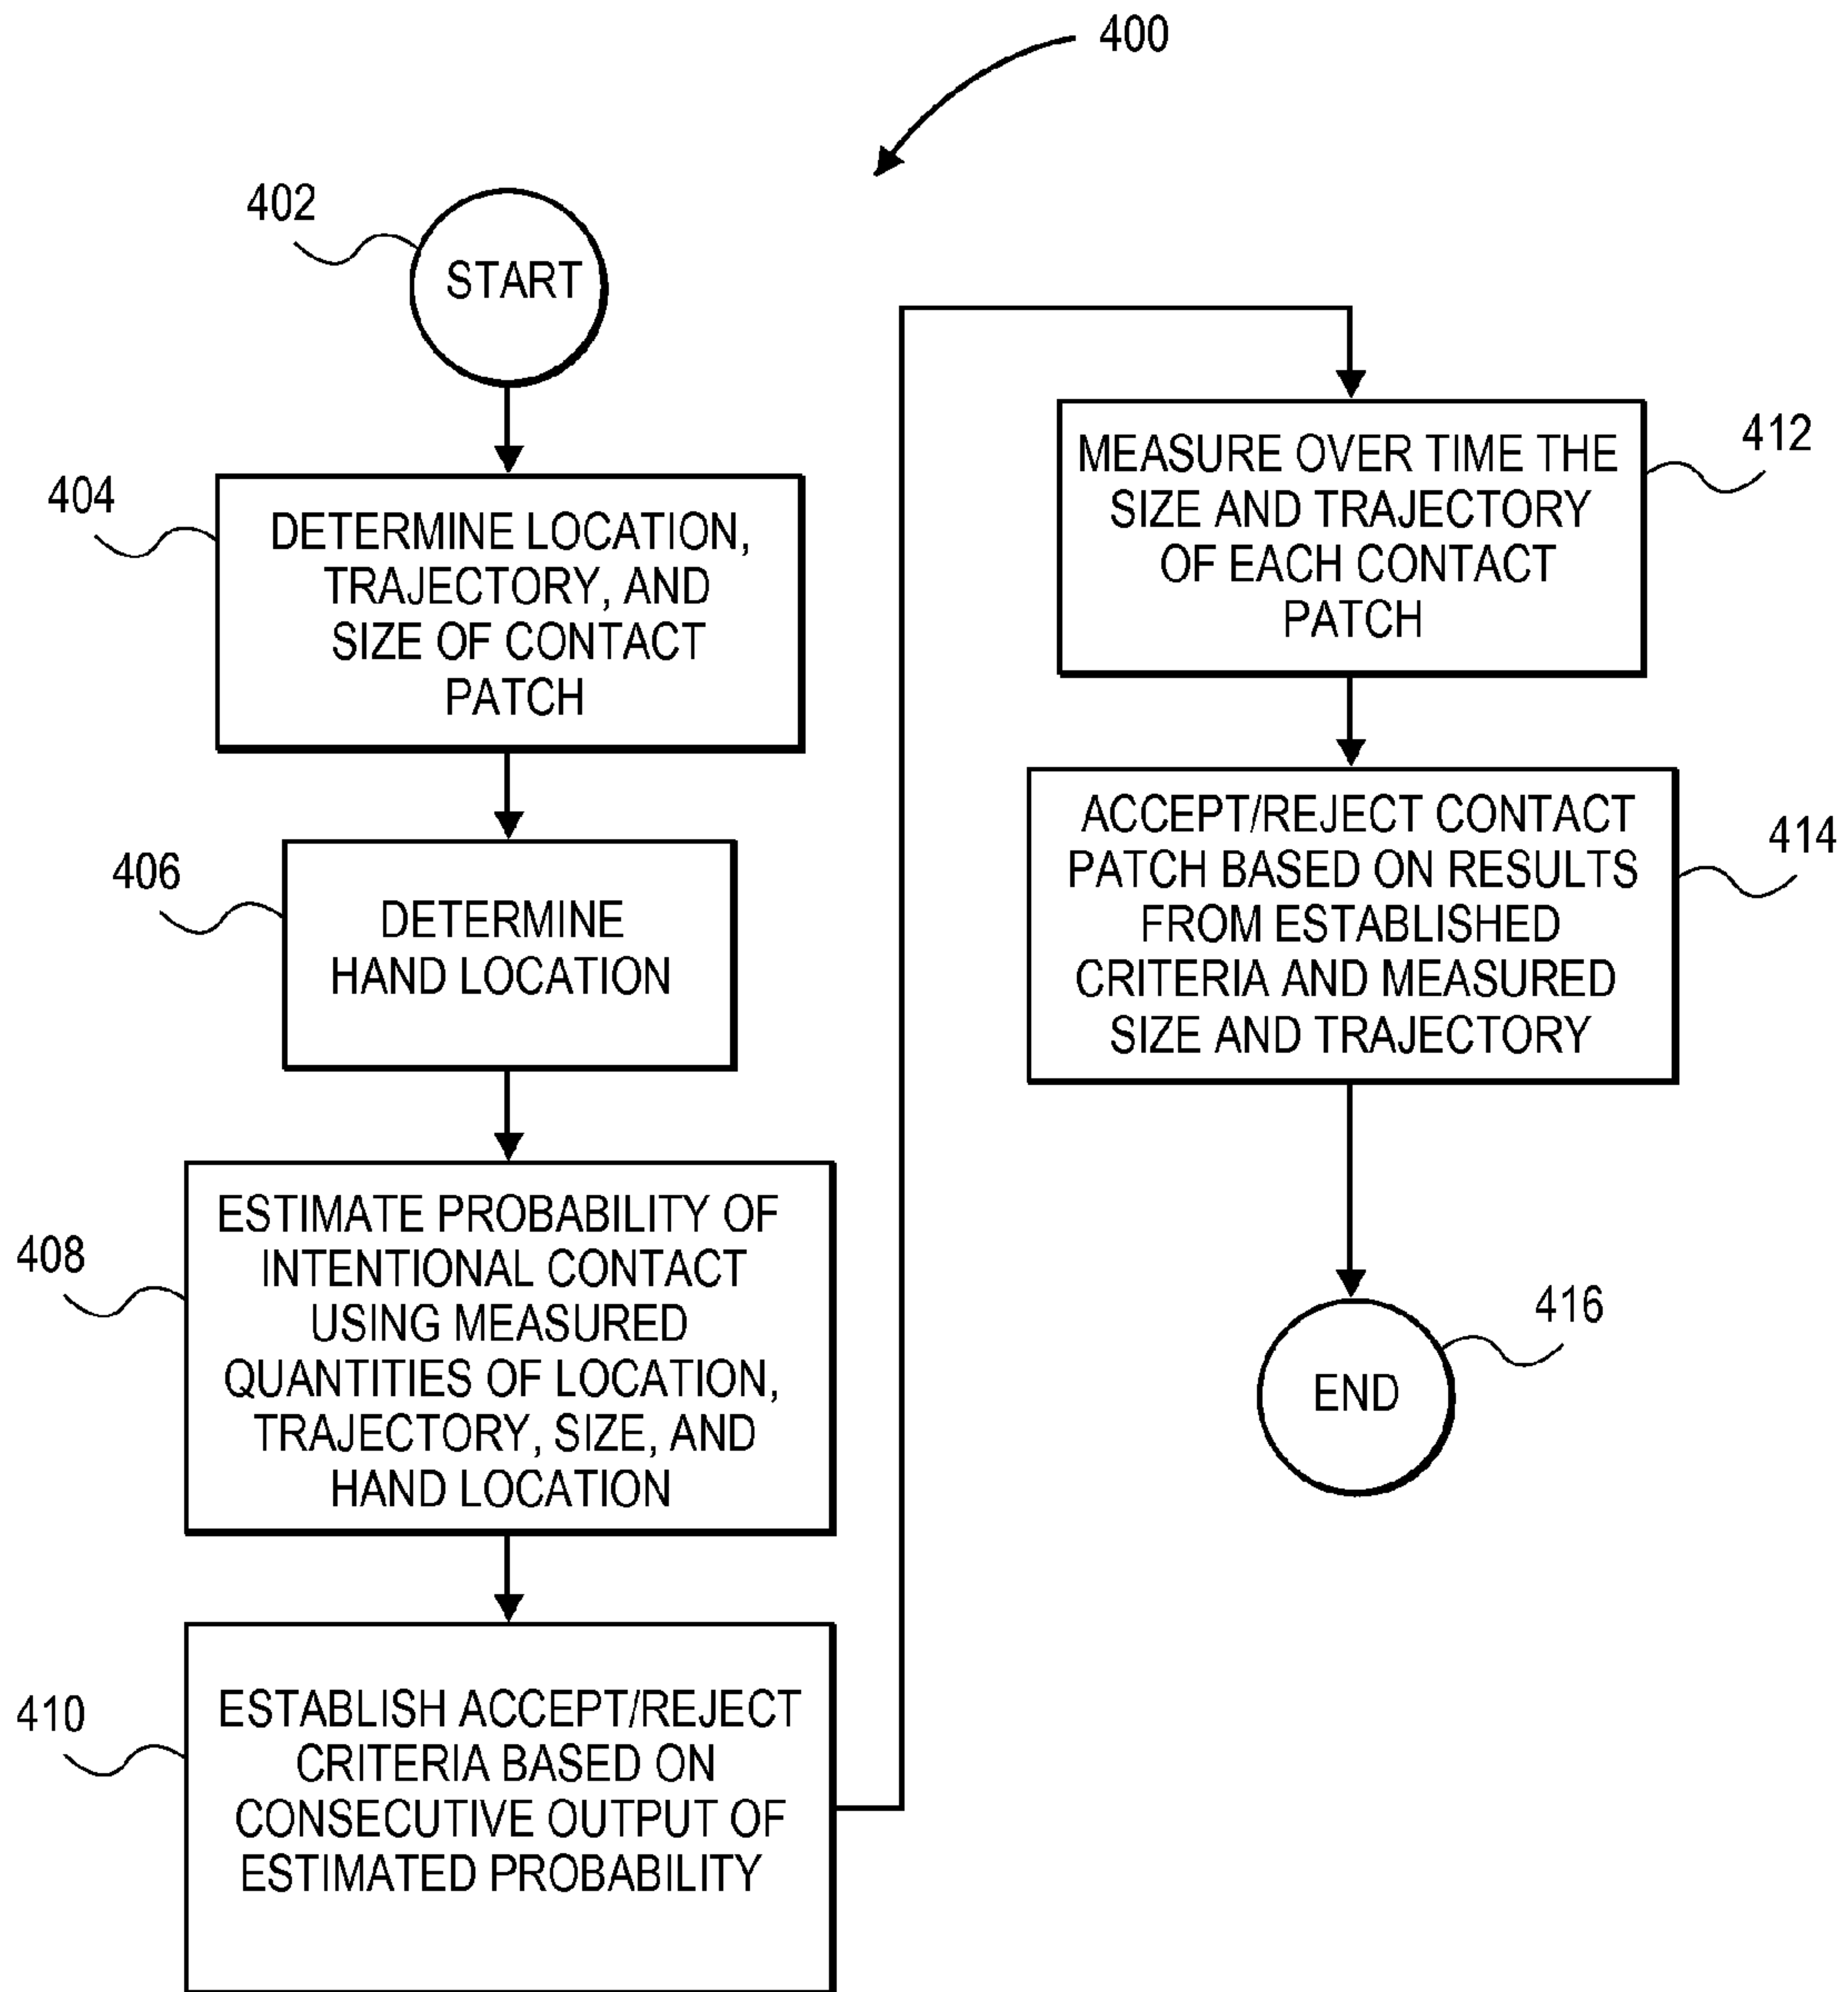 400
402
START
404
DETERMINE LOCATION,
TRAJECTORY, AND
SIZE OF CONTACT
PATCH
406
DETERMINE
HAND LOCATION
408
ESTIMATE PROBABILITY OF
INTENTIONAL CONTACT
USING MEASURED
QUANTITIES OF LOCATION,
TRAJECTORY, SIZE, AND
HAND LOCATION
410
ESTABLISH ACCEPT/REJECT
CRITERIA BASED ON
CONSECUTIVE OUTPUT OF
ESTIMATED PROBABILITY
412
MEASURE OVER TIME THE
SIZE AND TRAJECTORY
OF EACH CONTACT
PATCH
414
ACCEPT/REJECT CONTACT
PATCH BASED ON RESULTS
FROM ESTABLISHED
CRITERIA AND MEASURED
SIZE AND TRAJECTORY
416
END